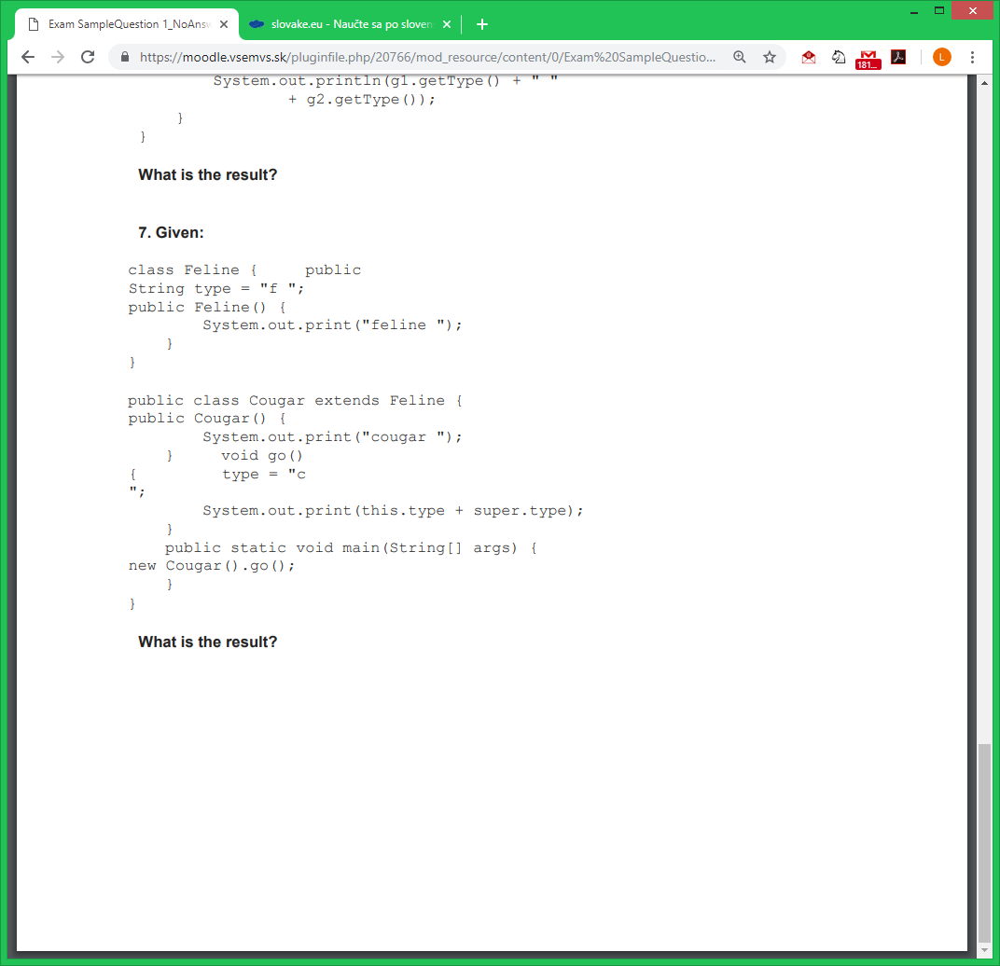 Exam SampleQuestion 1_NoAnsw
slovake.eu - Naučte sa po sloven
https://moodle.vsemvs.sk/pluginfile.php/20766/mod_resource/content/0/Exam%20SampleQuestio...
181...
L
System.out.println(g1.getType() + " "
+ g2.getType());
}
}
What is the result?
7. Given:
class Feline {     public
String type = "f ";
public Feline() {
System.out.print("feline ");
}
}
public class Cougar extends Feline {
public Cougar() {
System.out.print("cougar ");
}     void go()
{         type = "c
";
System.out.print(this.type + super.type);
}
public static void main(String[] args) {
new Cougar().go();
}
}
What is the result?